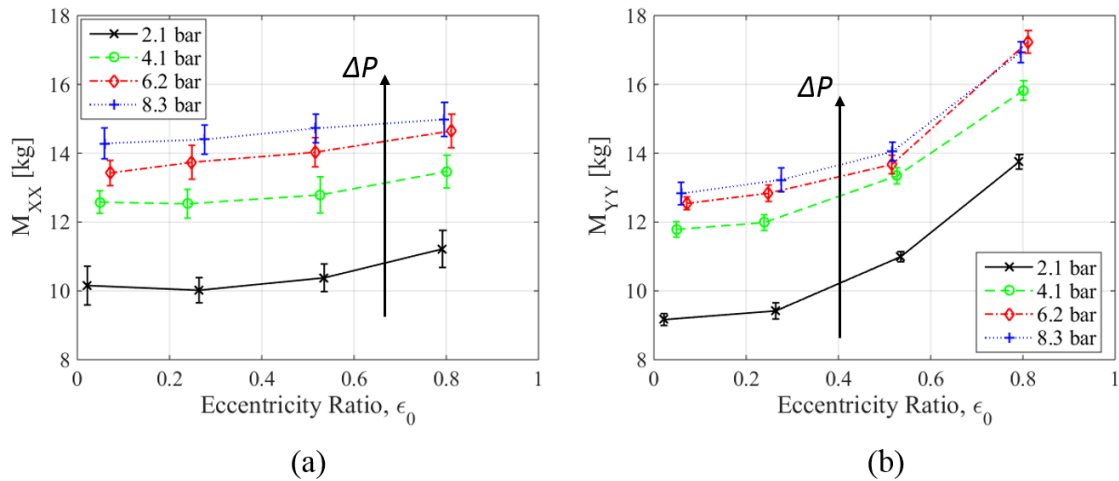 18
16
14
12
10
8
M_XX [kg]
2.1 bar
4.1 bar
6.2 bar
8.3 bar
ΔP
0
0.2
0.4
0.6
0.8
1
Eccentricity Ratio, ϵ_0
(a)
18
16
14
12
10
8
M_YY [kg]
ΔP
2.1 bar
4.1 bar
6.2 bar
8.3 bar
0
0.2
0.4
0.6
0.8
1
Eccentricity Ratio, ϵ_0
(b)